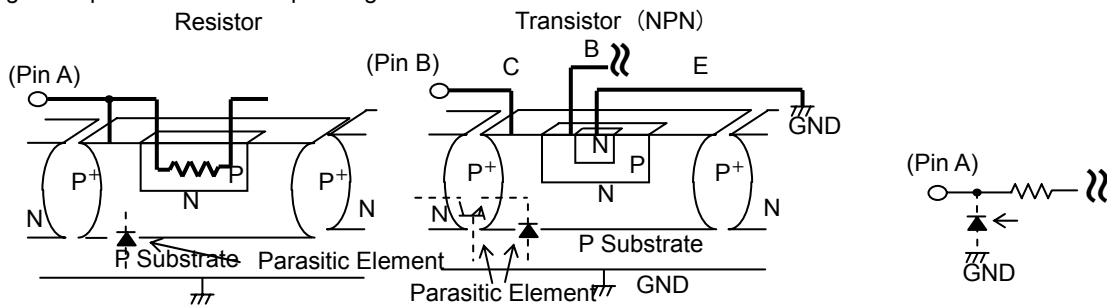 Resistor
Transistor（NPN）
(Pin A)
(Pin B)
C
B
E
GND
P⁺
P
P⁺
N
N
N
P⁺
N
P
P⁺
N
N
N
P Substrate
Parasitic Element
P Substrate
Parasitic Element
GND
(Pin A)
GND